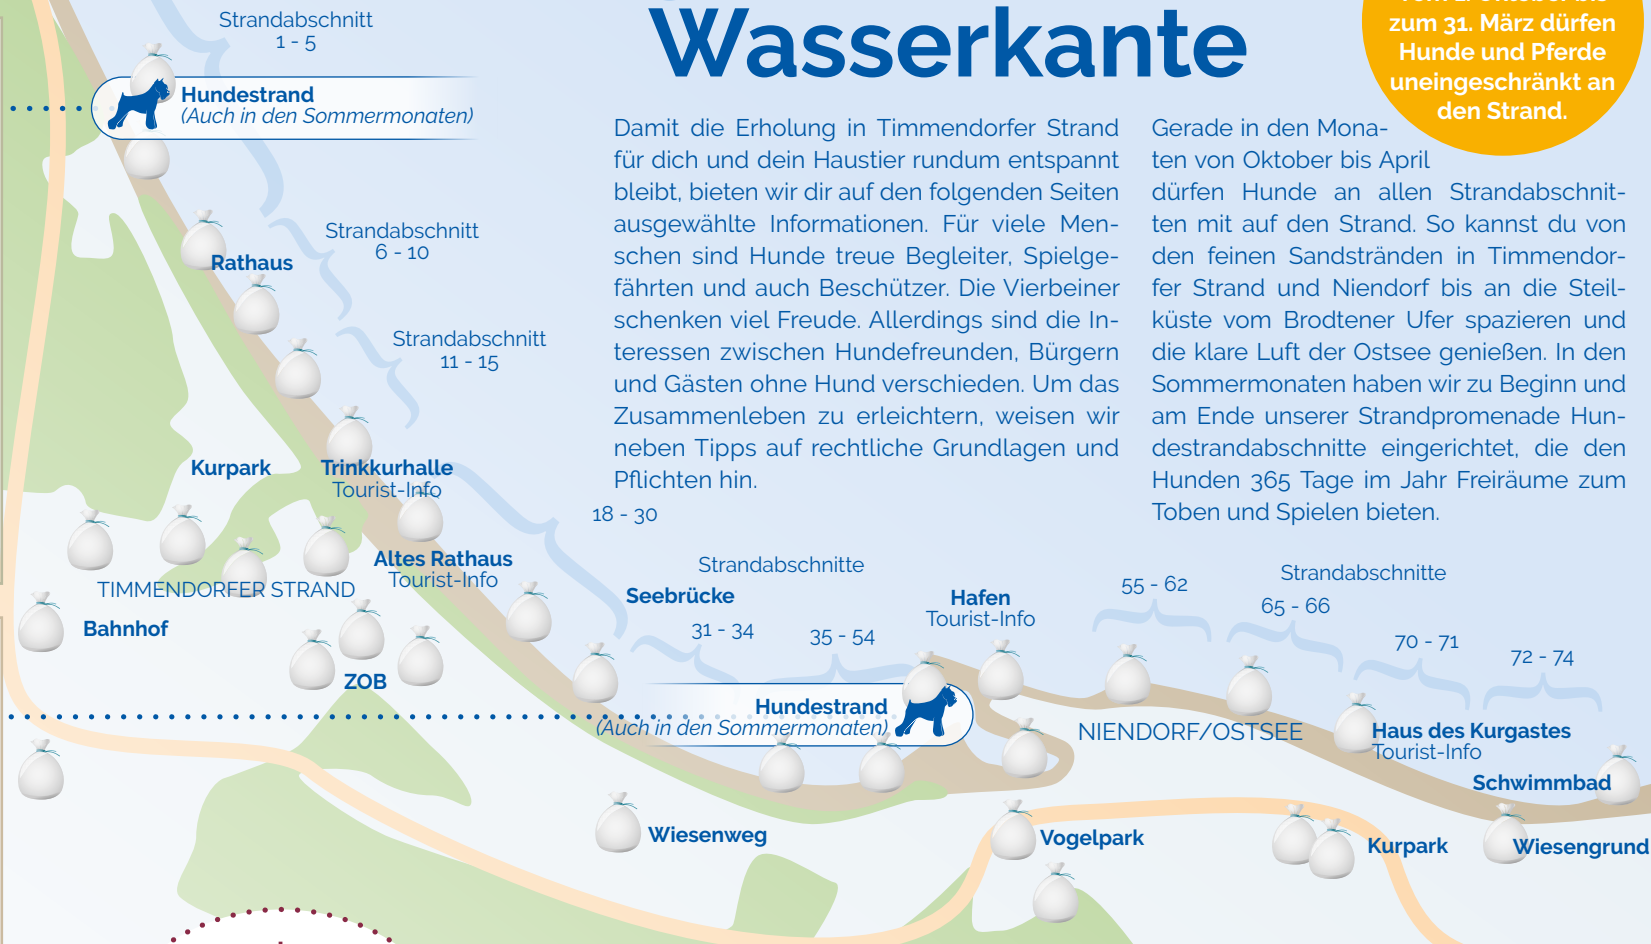 Wasserkante
zum 31. März dürfen
Hunde und Pferde
uneingeschränkt an
den Strand.
Damit die Erholung in Timmendorfer Strand
für dich und dein Haustier rundum entspannt
bleibt, bieten wir dir auf den folgenden Seiten
ausgewählte Informationen. Für viele Men-
schen sind Hunde treue Begleiter, Spielge-
fährten und auch Beschützer. Die Vierbeiner
schenken viel Freude. Allerdings sind die In-
teressen zwischen Hundefreunden, Bürgern
und Gästen ohne Hund verschieden. Um das
Zusammenleben zu erleichtern, weisen wir
neben Tipps auf rechtliche Grundlagen und
Pflichten hin.
Gerade in den Mona-
ten von Oktober bis April
dürfen Hunde an allen Strandabschnit-
ten mit auf den Strand. So kannst du von
den feinen Sandstränden in Timmendor-
fer Strand und Niendorf bis an die Steil-
küste vom Brodtener Ufer spazieren und
die klare Luft der Ostsee genießen. In den
Sommermonaten haben wir zu Beginn und
am Ende unserer Strandpromenade Hun-
destrandabschnitte eingerichtet, die den
Hunden 365 Tage im Jahr Freiräume zum
Toben und Spielen bieten.
Strandabschnitt
1 - 5
Hundestrand
(Auch in den Sommermonaten)
Strandabschnitt
6 - 10
Rathaus
Strandabschnitt
11 - 15
Kurpark
Trinkkurhalle
Tourist-Info
18 - 30
Altes Rathaus
Tourist-Info
TIMMENDORFER STRAND
Bahnhof
ZOB
Strandabschnitte
Seebrücke
31 - 34
35 - 54
Hafen
Tourist-Info
Strandabschnitte
55 - 62
65 - 66
70 - 71
72 - 74
Hundestrand
(Auch in den Sommermonaten)
NIENDORF/OSTSEE
Haus des Kurgastes
Tourist-Info
Schwimmbad
Wiesenweg
Vogelpark
Kurpark
Wiesengrund